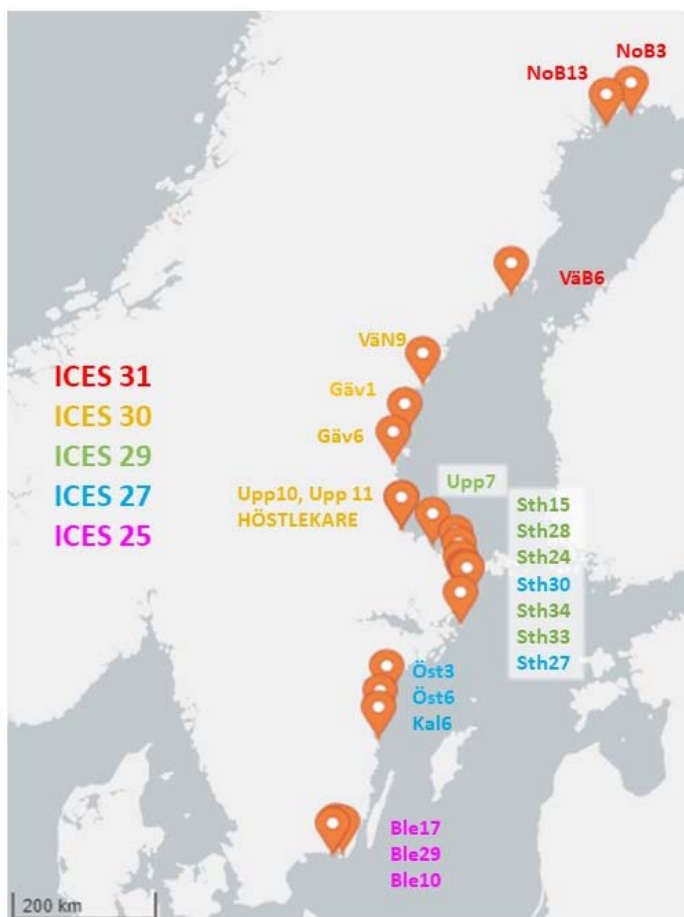 NoB3
NoB13
VäB6
VäN9
ICES 31
Gäv1
ICES 30
Gäv6
ICES 29
ICES 27
ICES 25
Upp7
Upp10, Upp 11
HÖSTLEKARE
Sth15
Sth28
Sth24
Sth30
Sth34
Sth33
Sth27
Öst3
Öst6
Kal6
Ble17
Ble29
Ble10
200 km